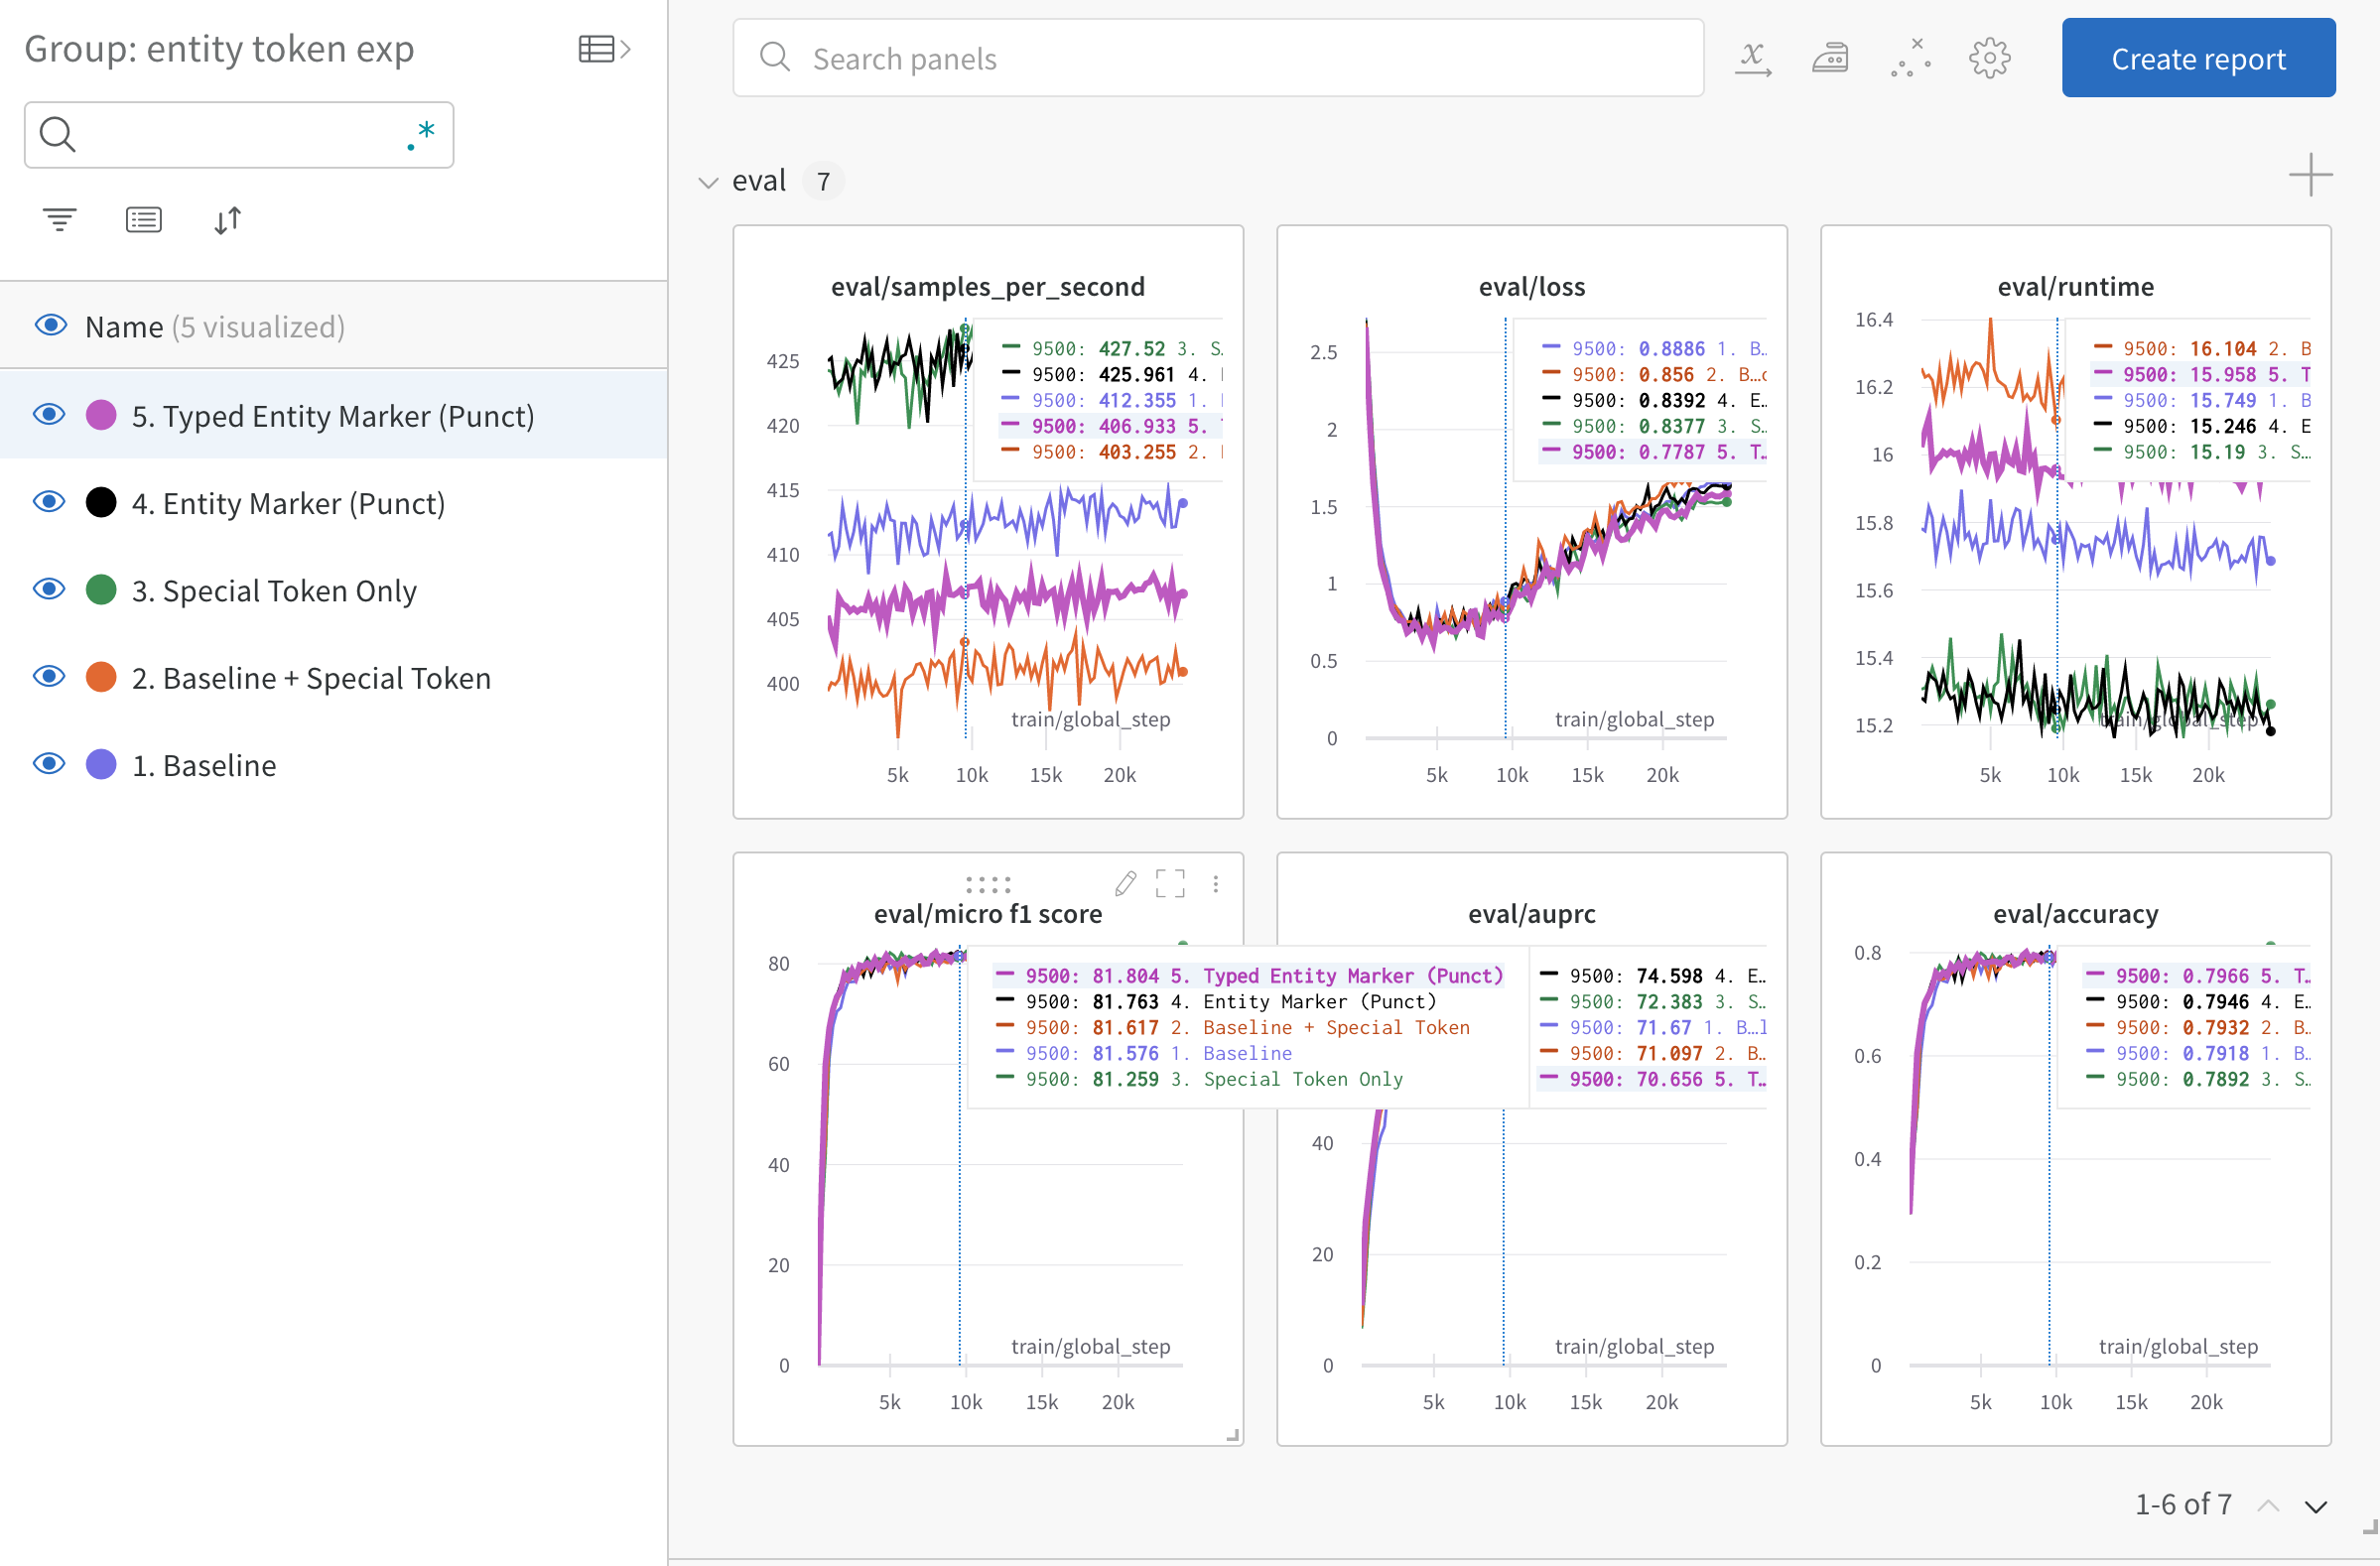 Group: entity token exp
.*
Name (5 visualized)
5. Typed Entity Marker (Punct)
4. Entity Marker (Punct)
3. Special Token Only
2. Baseline + Special Token
1. Baseline
Search panels
x
Create report
eval 7
eval/samples_per_second
425
420
415
410
405
400
9500: 427.52 3. S.
9500: 425.961 4.
9500: 412.355 1.
9500: 406.933 5.
9500: 403.255 2.
train/global_step
5k 10k 15k 20k
eval/loss
2.5
2
1.5
1
0.5
0
9500: 0.8886 1. B…
9500: 0.856 2. B…c
9500: 0.8392 4. E…
9500: 0.8377 3. S…
9500: 0.7787 5. T…
train/global_step
5k 10k 15k 20k
eval/runtime
16.4
16.2
16
15.8
15.6
15.4
15.2
9500: 16.104 2. B
9500: 15.958 5. T
9500: 15.749 1. B
9500: 15.246 4. E
9500: 15.19 3. S…
train/global_step
5k 10k 15k 20k
eval/micro f1 score
80
60
40
20
0
9500: 81.804 5. Typed Entity Marker (Punct)
9500: 81.763 4. Entity Marker (Punct)
9500: 81.617 2. Baseline + Special Token
9500: 81.576 1. Baseline
9500: 81.259 3. Special Token Only
train/global_step
5k 10k 15k 20k
eval/auprc
40
20
0
9500: 74.598 4. E…
9500: 72.383 3. S…
9500: 71.67 1. B…l
9500: 71.097 2. B…
9500: 70.656 5. T…
train/global_step
5k 10k 15k 20k
eval/accuracy
0.8
0.6
0.4
0.2
0
9500: 0.7966 5. T…
9500: 0.7946 4. E…
9500: 0.7932 2. B…
9500: 0.7918 1. B…
9500: 0.7892 3. S…
train/global_step
5k 10k 15k 20k
1-6 of 7